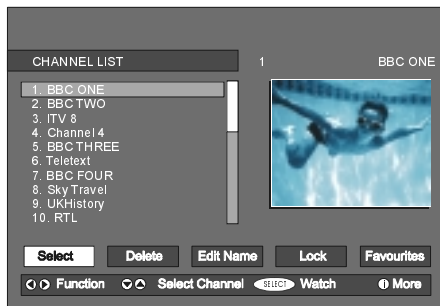 CHANNEL LIST
1 BBC ONE
1. BBC ONE
2. BBC TWO
3. ITV 8
4. Channel 4
5. BBC THREE
6. Teletext
7. BBC FOUR
8. Sky Travel
9. UKHistory
10. RTL
Select Delete Edit Name Lock Favourites
Function Select Channel SELECT Watch i More